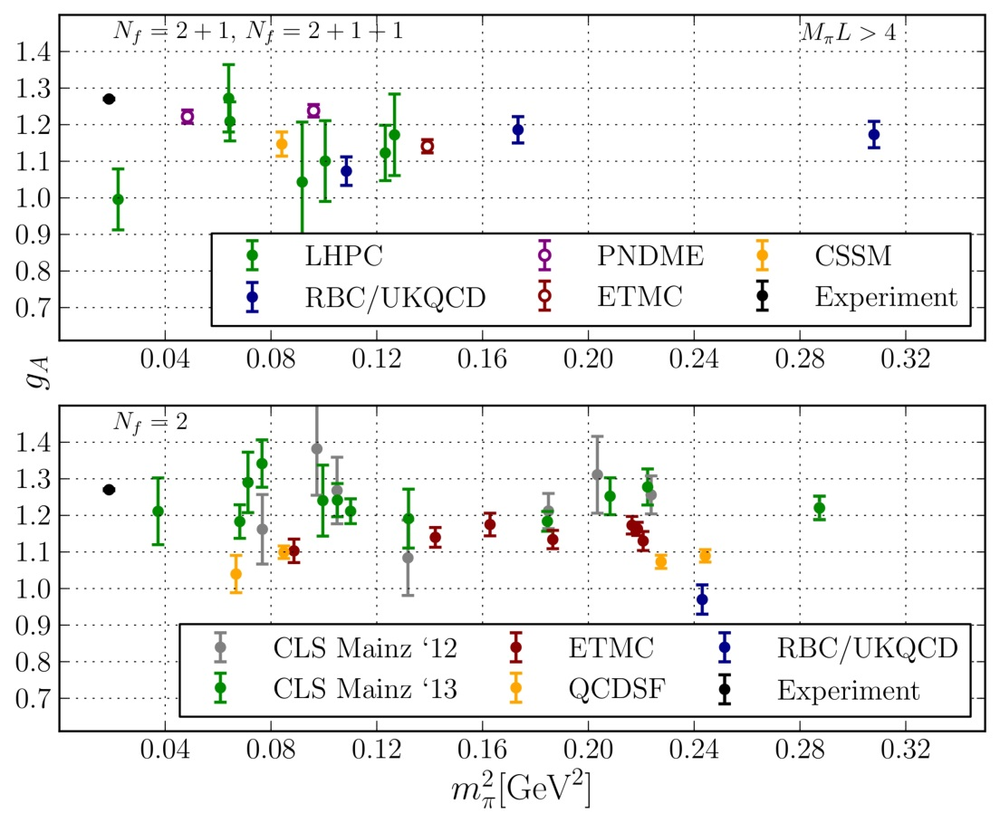 N_f = 2 + 1, N_f = 2 + 1 + 1
M_πL > 4
1.4
1.3
1.2
1.1
1.0
0.9
0.8
0.7
LHPC
PNDME
CSSM
RBC/UKQCD
ETMC
Experiment
0.04 0.08 0.12 0.16 0.20 0.24 0.28 0.32
g_A
N_f = 2
1.4
1.3
1.2
1.1
1.0
0.9
0.8
0.7
CLS Mainz ‘12
ETMC
RBC/UKQCD
CLS Mainz ‘13
QCDSF
Experiment
0.04 0.08 0.12 0.16 0.20 0.24 0.28 0.32
m_π^2[GeV^2]